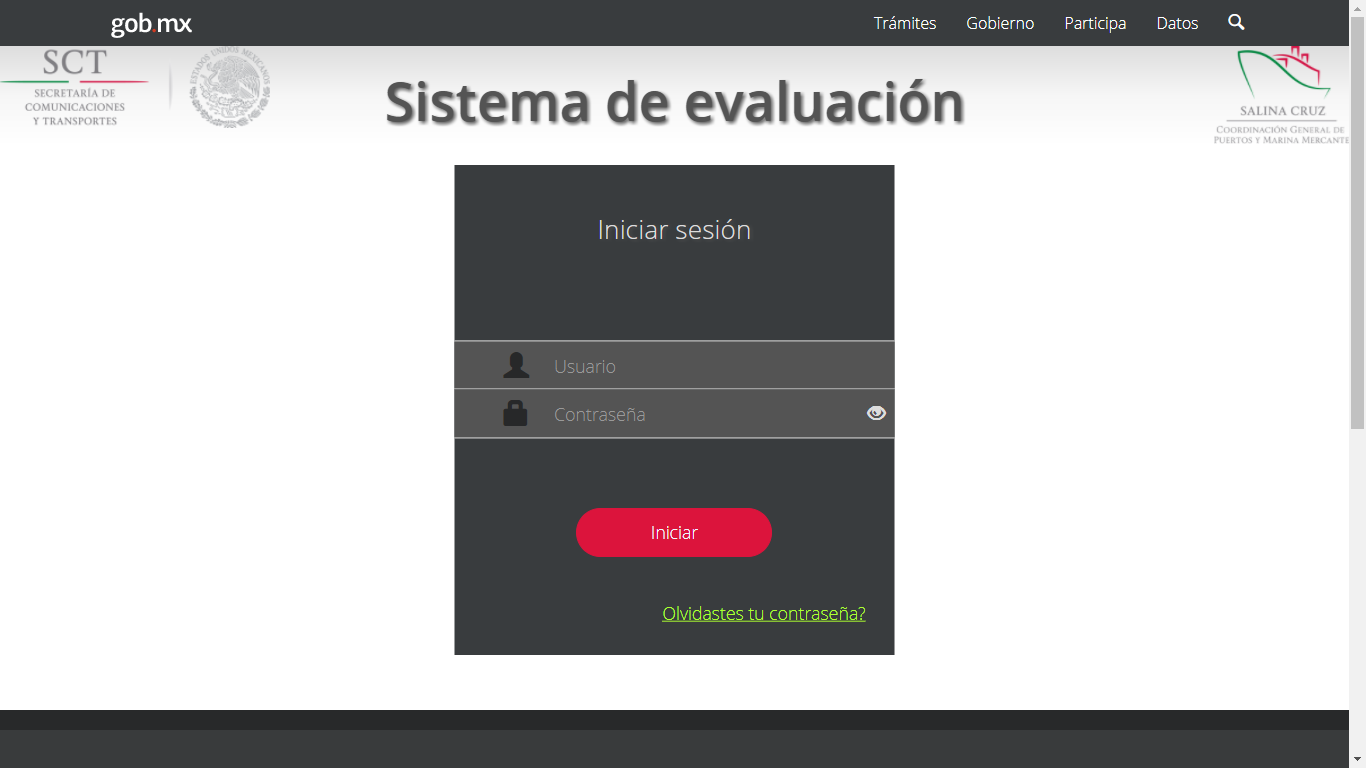 gob.mx
Trámites Gobierno Participa Datos
SCT
SECRETARÍA DE
COMUNICACIONES
Y TRANSPORTES
ESTADOS UNIDOS MEXICANOS
Sistema de evaluación
SALINA CRUZ
COORDINACIÓN GENERAL DE
PUERTOS Y MARINA MERCANTE
Iniciar sesión
Usuario
Contraseña
Iniciar
Olvidastes tu contraseña?